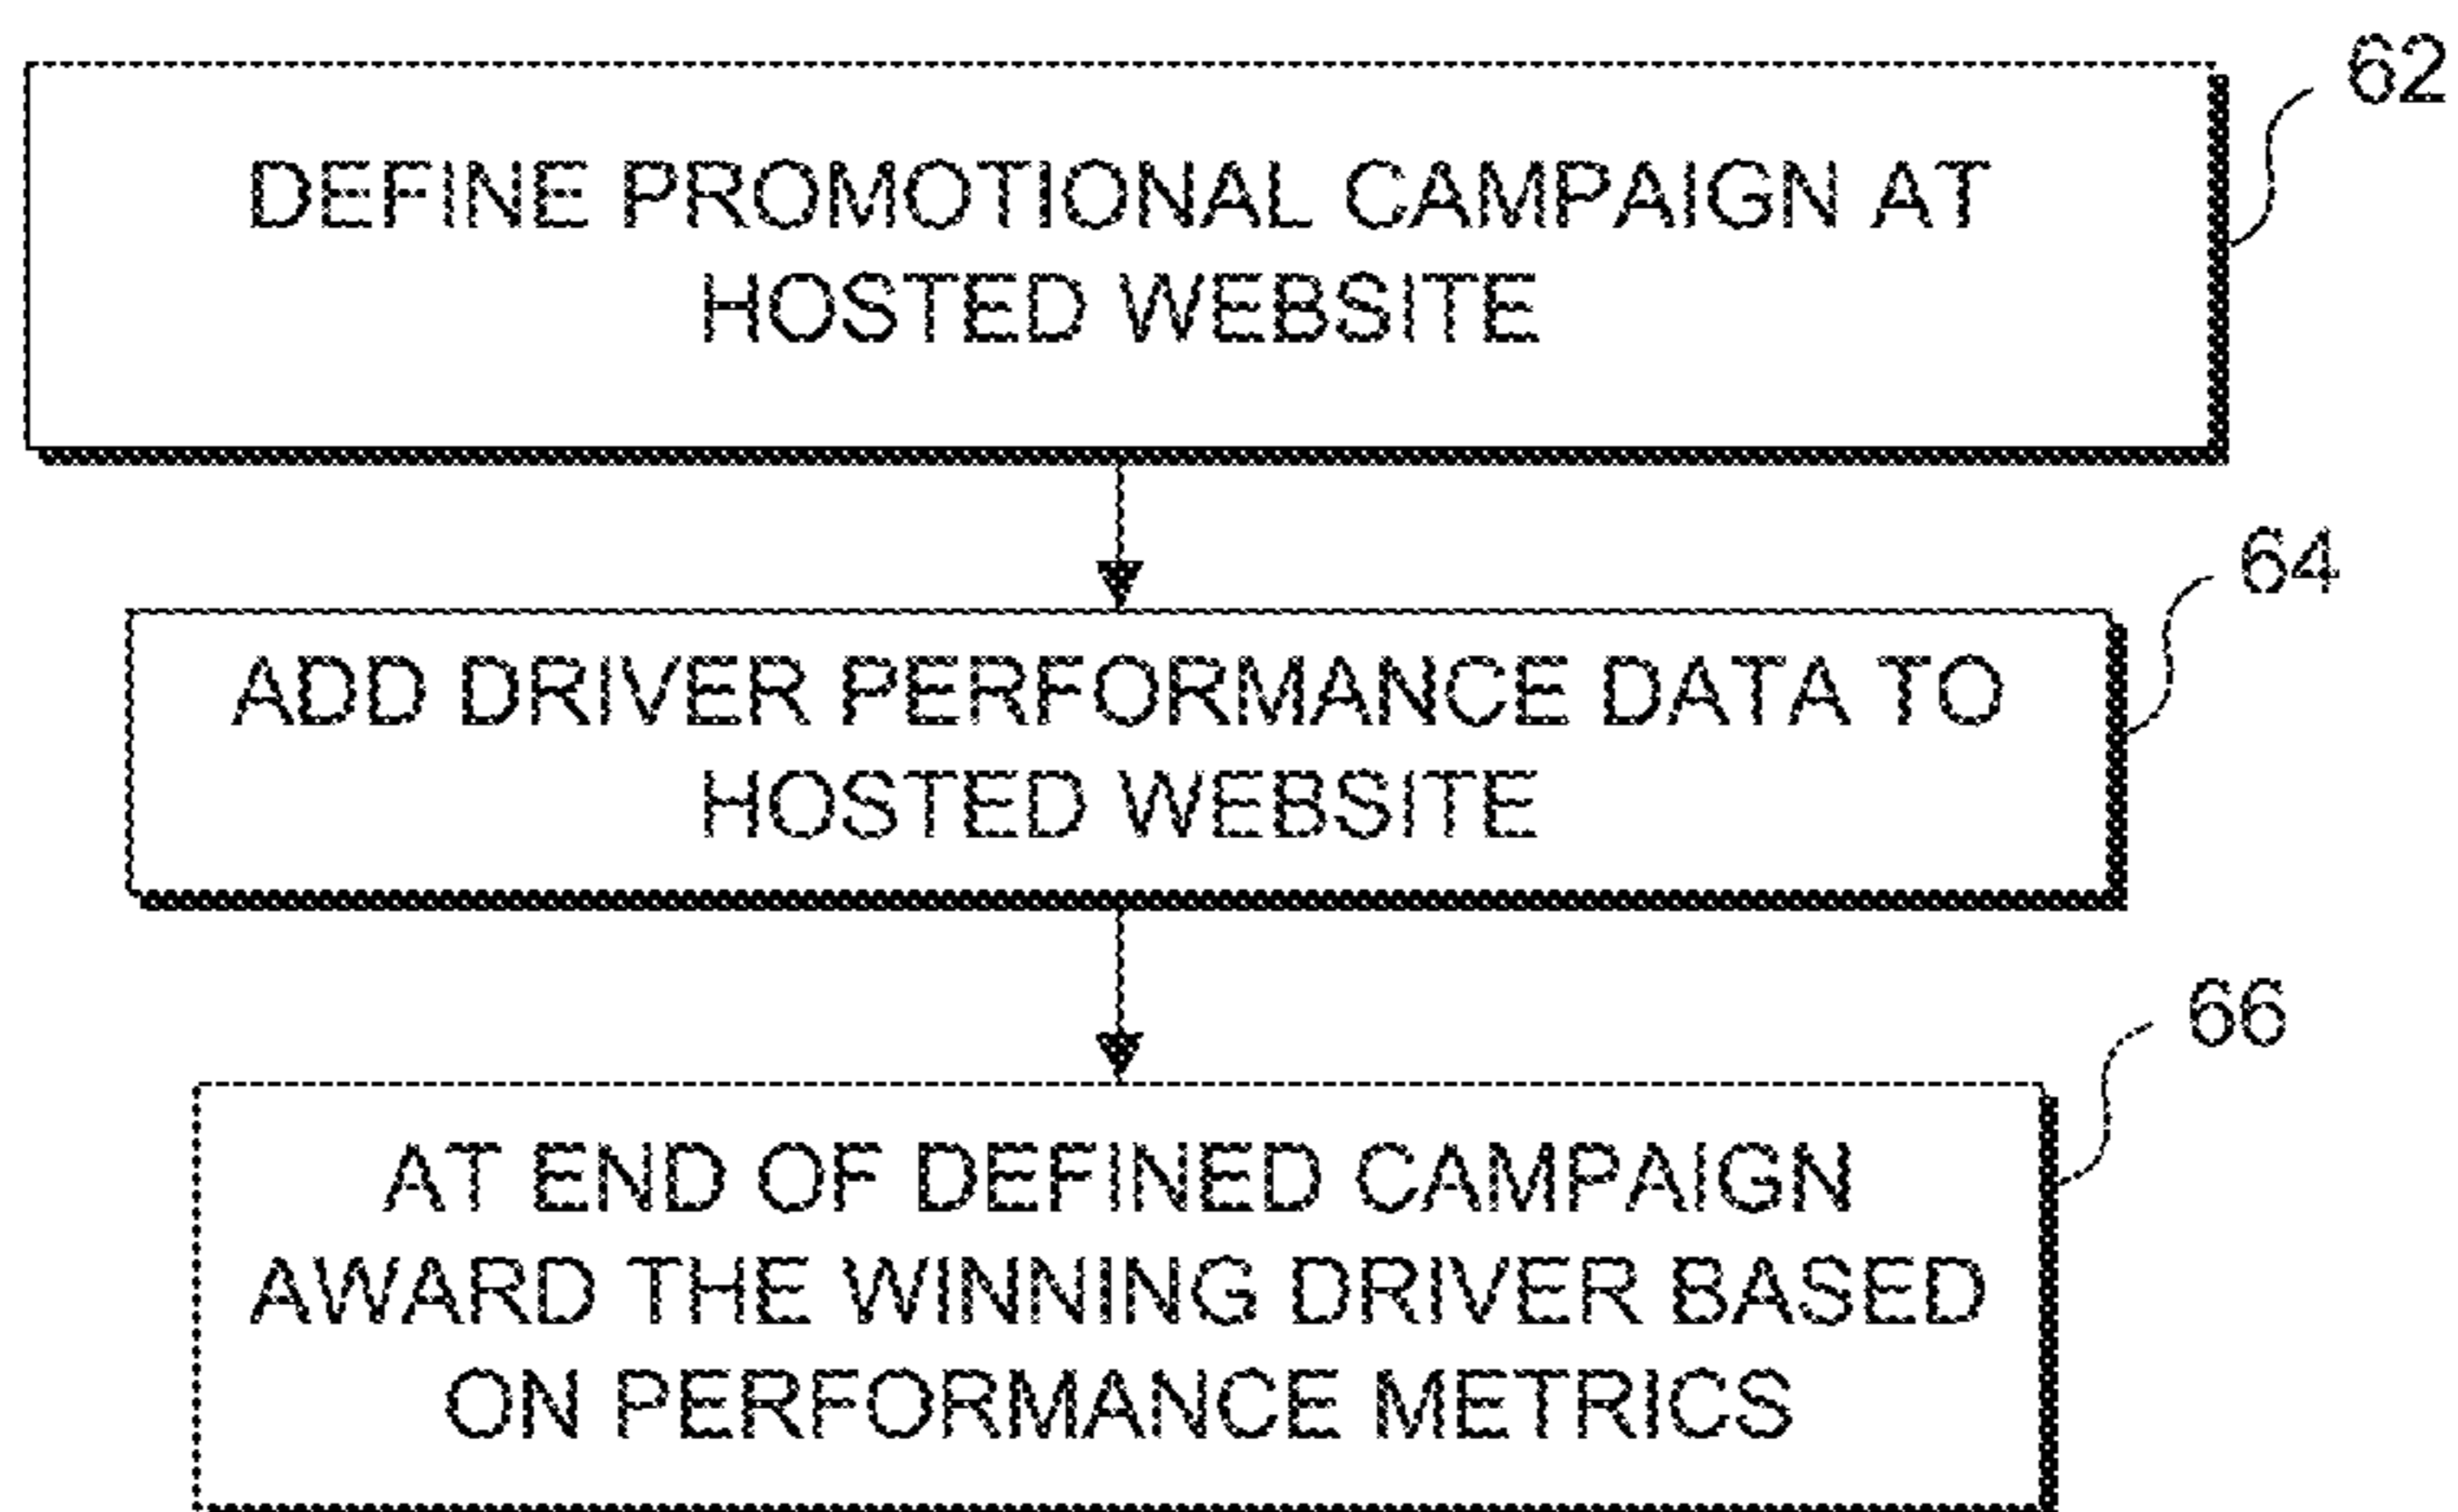 62
DEFINE PROMOTIONAL CAMPAIGN AT
HOSTED WEBSITE
64
ADD DRIVER PERFORMANCE DATA TO
HOSTED WEBSITE
66
AT END OF DEFINED CAMPAIGN
AWARD THE WINNING DRIVER BASED
ON PERFORMANCE METRICS